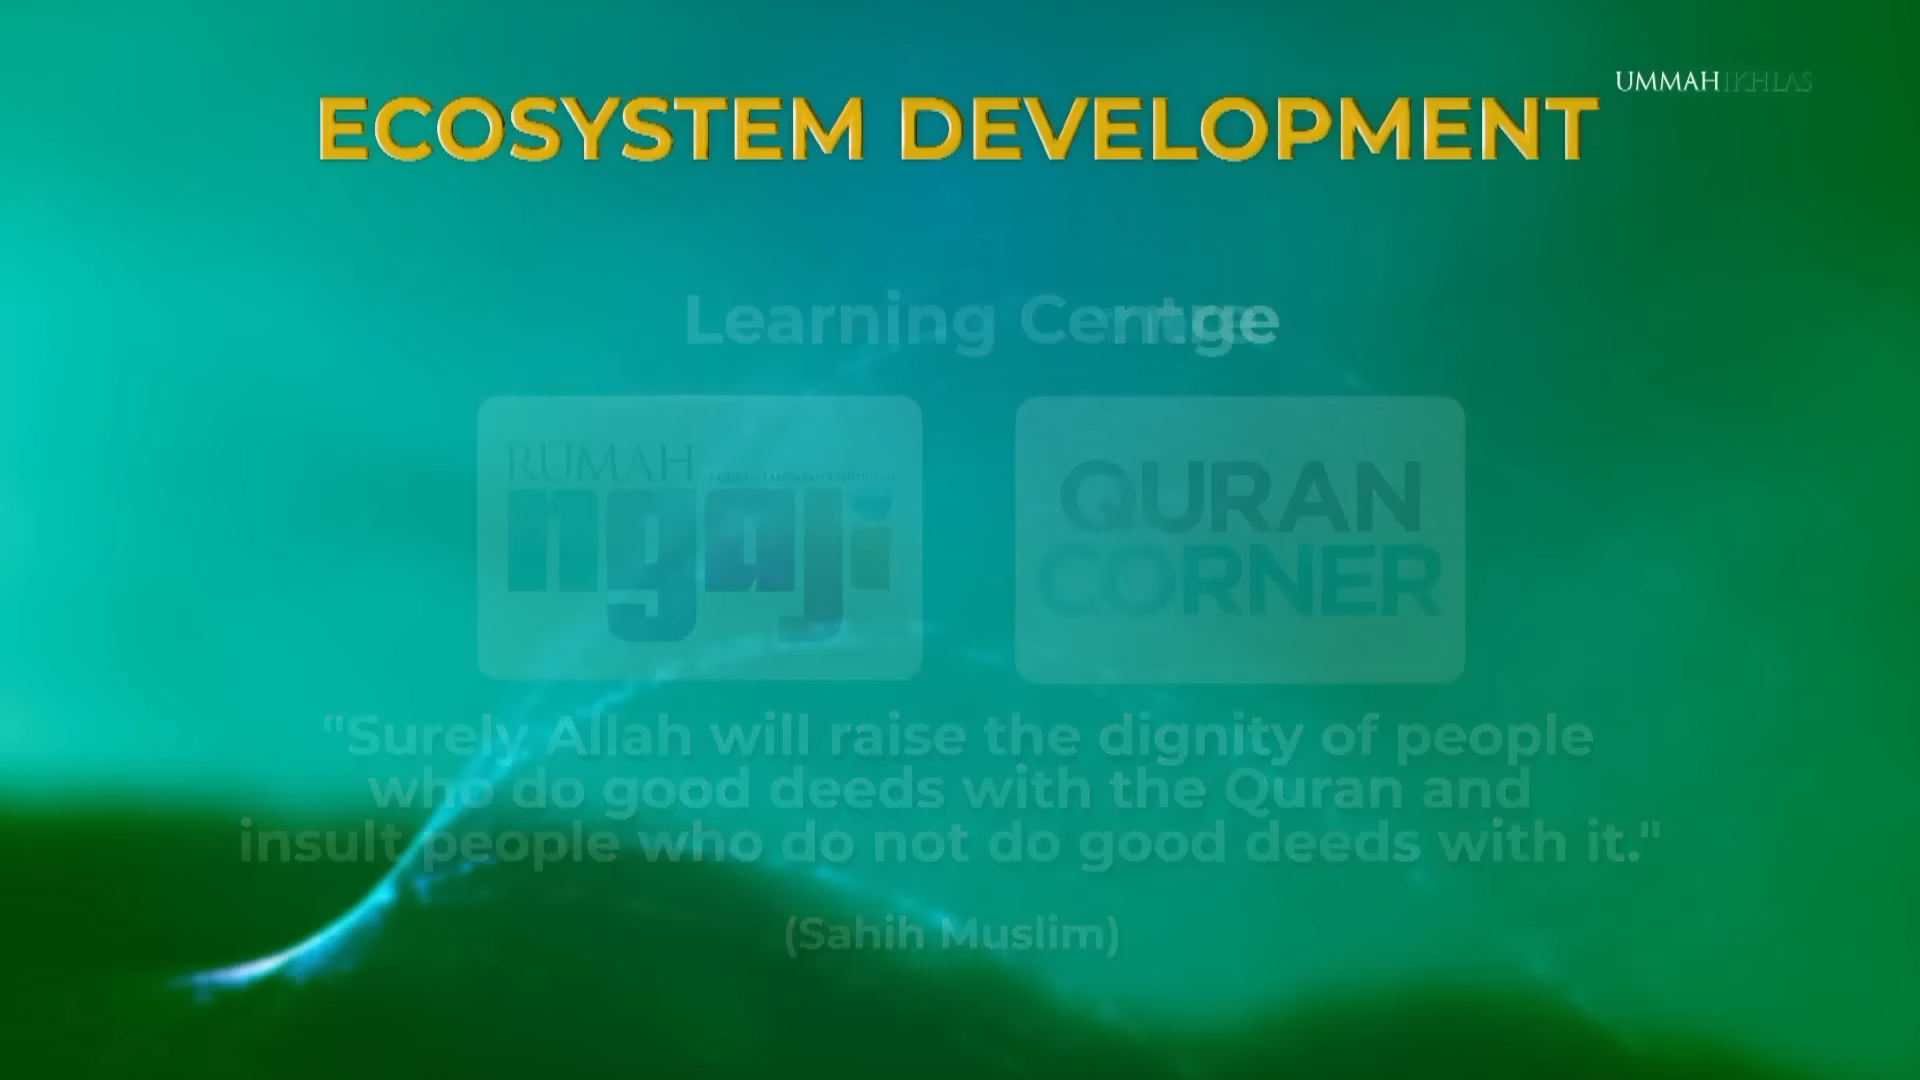 UMMAHIKHLAS
ECOSYSTEM DEVELOPMENT
Learning
RUMAH
ngaji
QURAN
CORNER
"Surely Allah will raise the dignity of people
who do good deeds with the Quran and
insult people who do not do good deeds with it."
(Sahih Muslim)